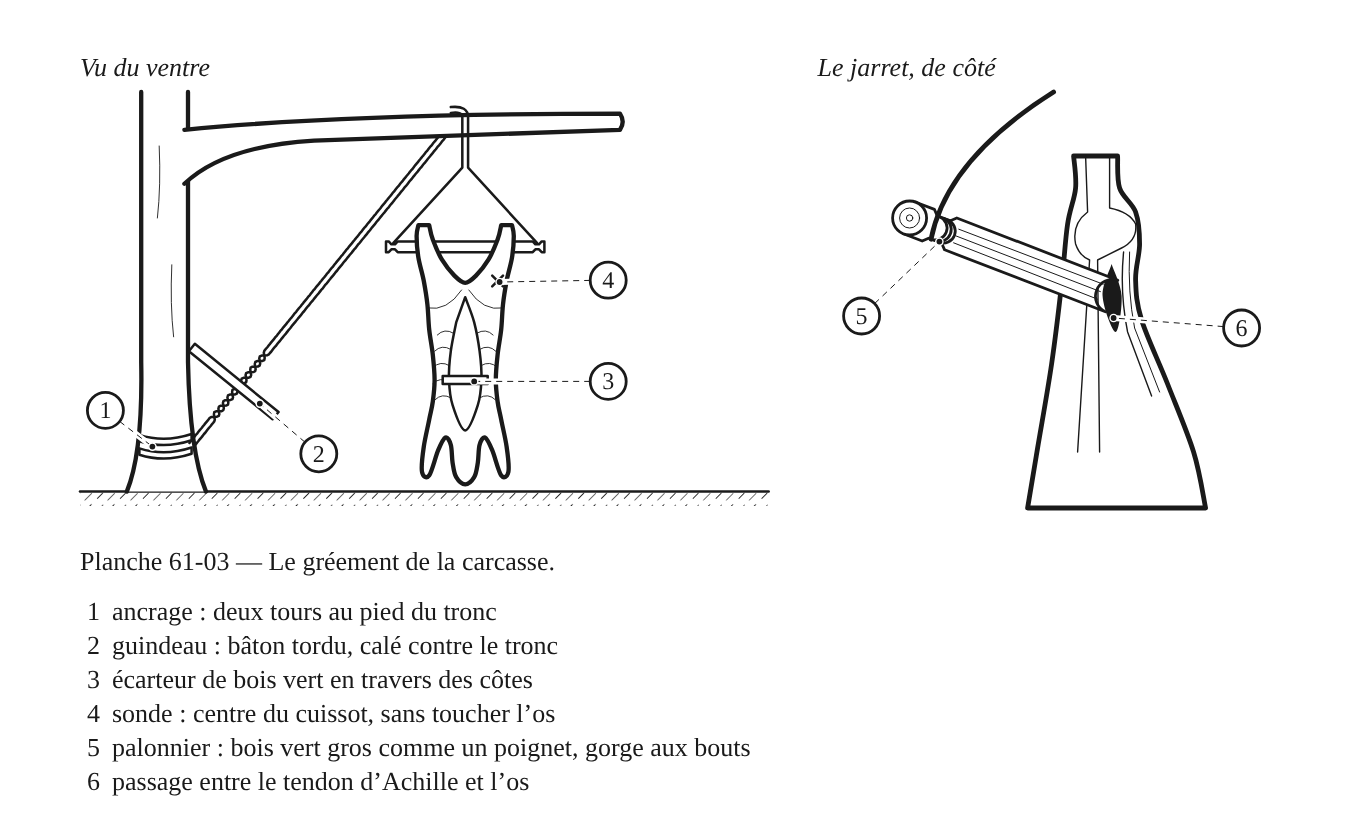 Vu du ventre
Le jarret, de côté
4
5
6
3
1
2
Planche 61-03 — Le gréement de la carcasse.
1 ancrage : deux tours au pied du tronc
2 guindeau : bâton tordu, calé contre le tronc
3 écarteur de bois vert en travers des côtes
4 sonde : centre du cuissot, sans toucher l’os
5 palonnier : bois vert gros comme un poignet, gorge aux bouts
6 passage entre le tendon d’Achille et l’os